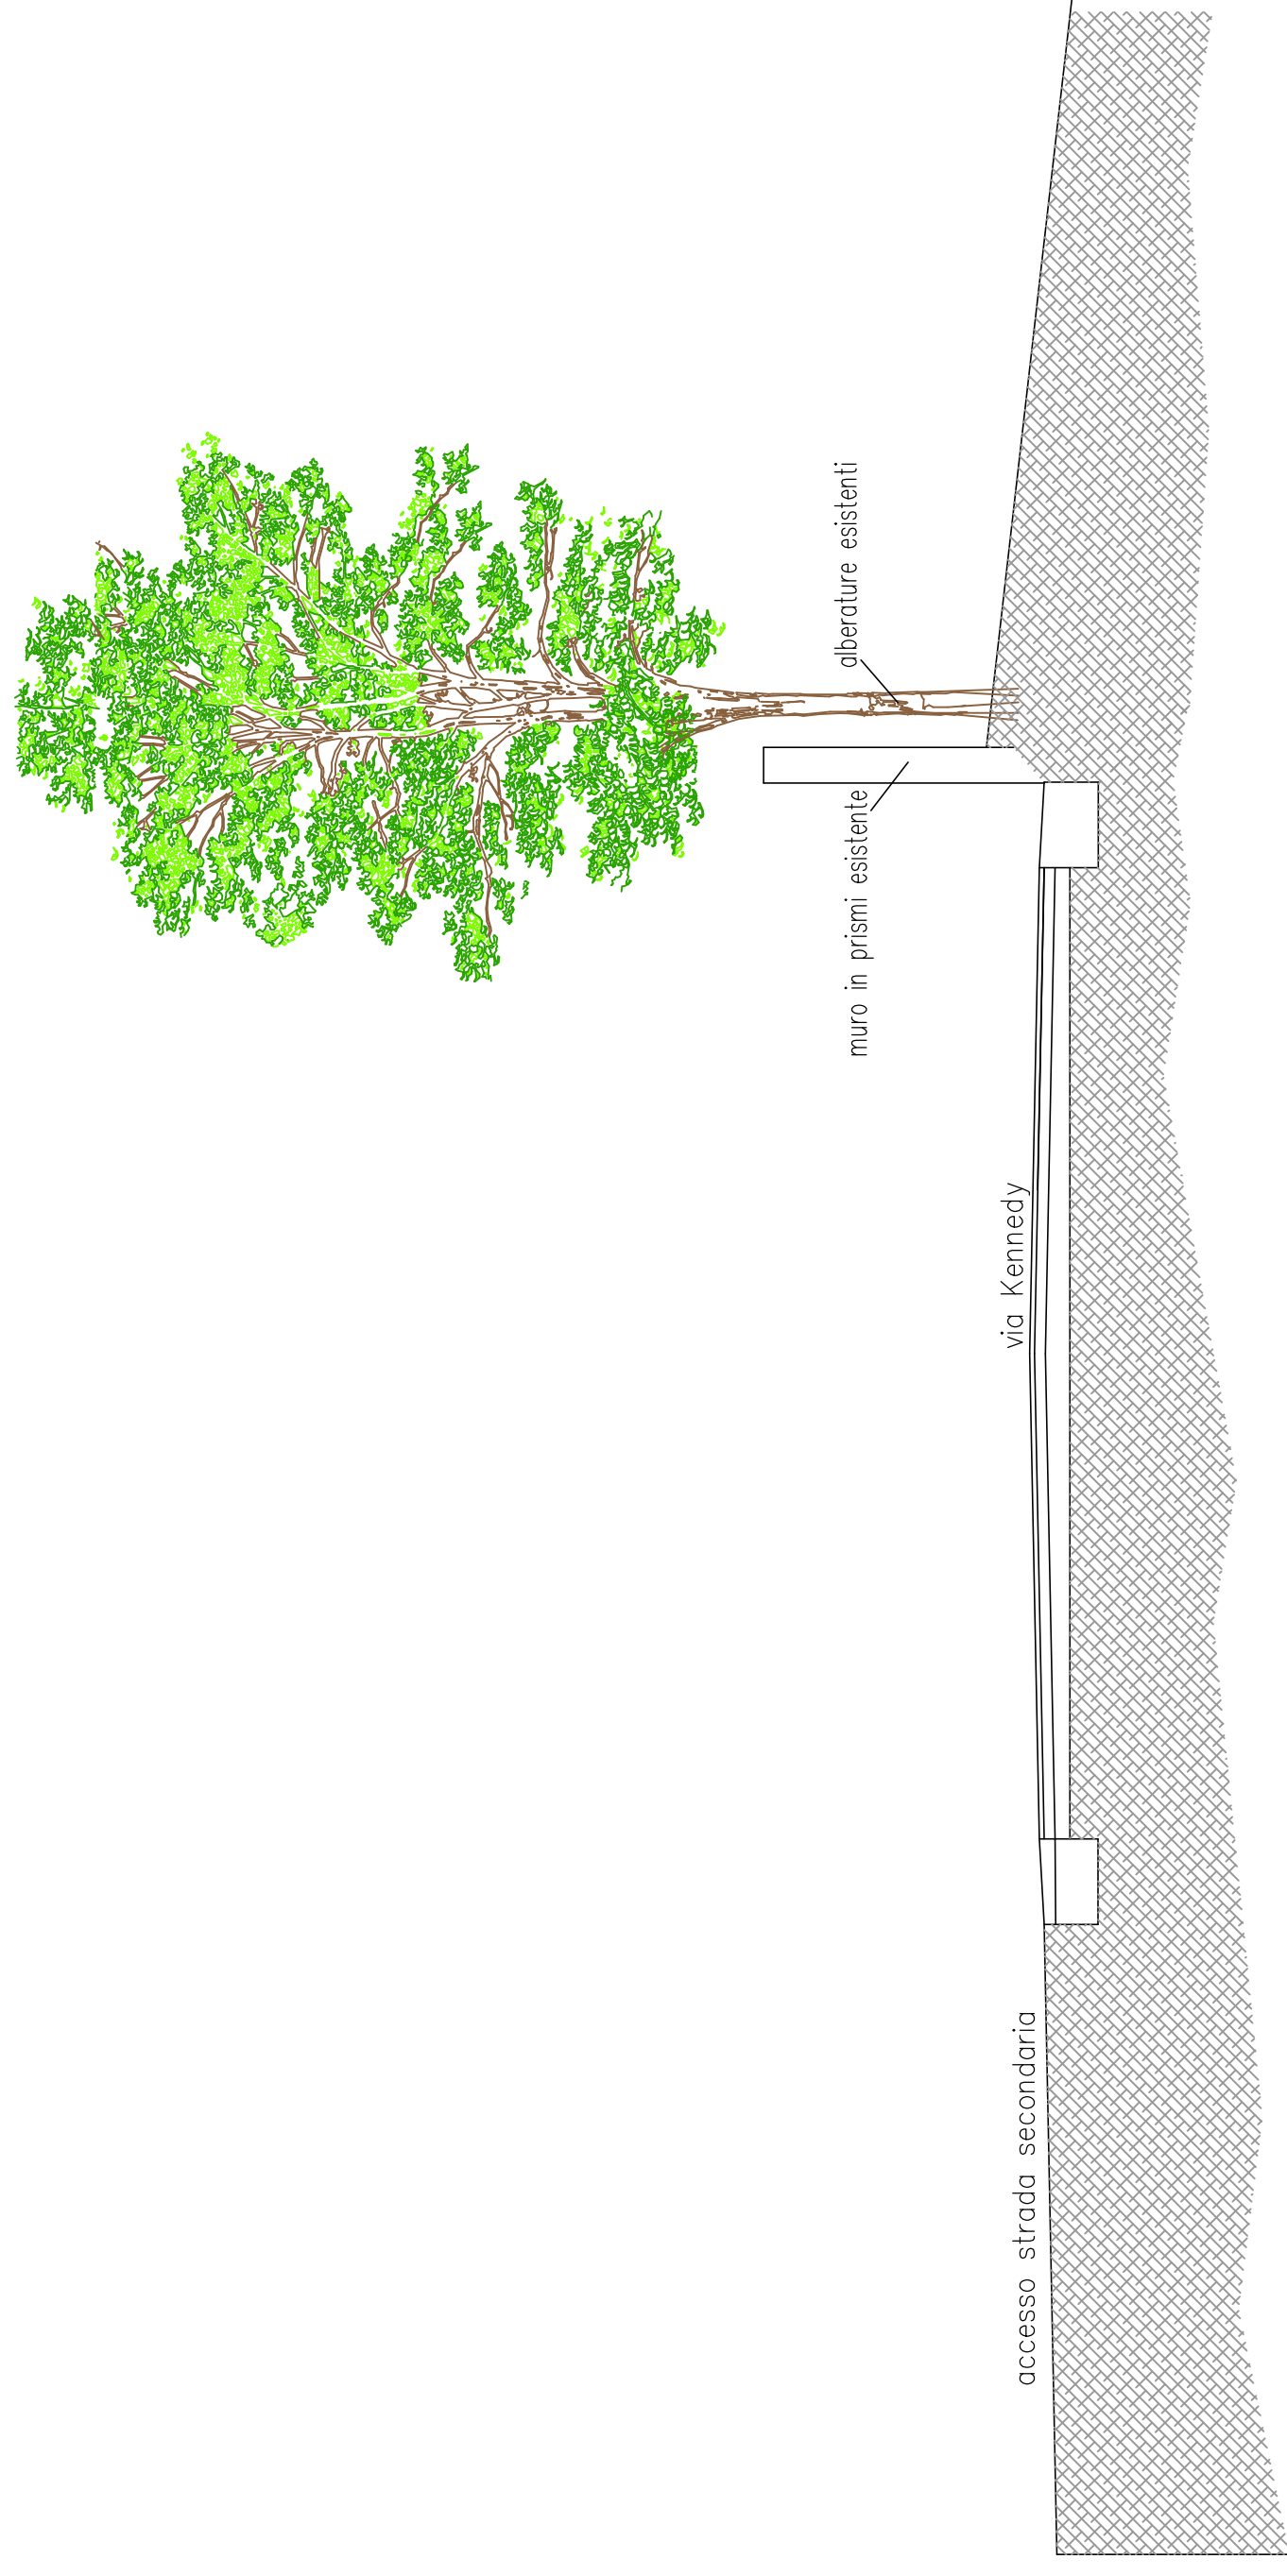 accesso strada secondaria
via Kennedy
muro in prismi esistente
alberature esistenti